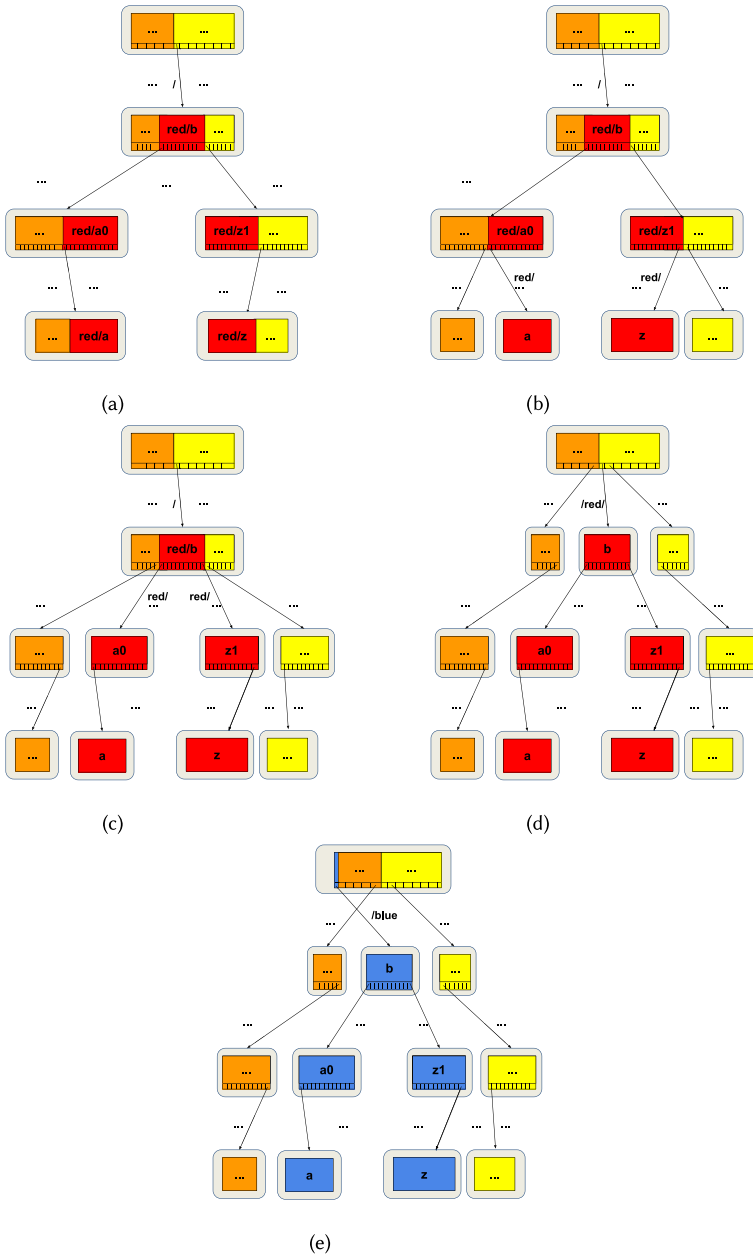 ... ... ... ...
... / ... ... / ...
... red/b ... ... red/b ...
... ... ... ...
... red/a0 red/z1 ... ... red/a0 red/z1 ...
... ... ... ... ... red/ red/ ... ...
... red/a red/z ... ... a z ...
(a) (b)
... ... ... ...
... / ... ... /red/ ...
... red/b ... ... b ...
... red/ ... red/ ... ... ... ... ...
... a0 z1 ... ... a0 z1 ...
... ... ... ... ... ... ... ... ... ...
... a z ... ... a z ...
(c) (d)
... ...
... /blue ...
... b ...
... ... ... ...
... a0 z1 ...
... ... ... ... ...
... a z ...
(e)